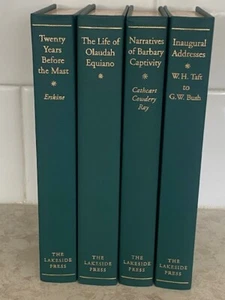 Twenty
Years
Before
the Mast
Erskine
THE
LAKESIDE
PRESS
The Life of
Olaudah
Equiano
THE
LAKESIDE
PRESS
Narratives
of Barbary
Captivity
Cathcart
Cowdery
Ray
THE
LAKESIDE
PRESS
Inaugural
Addresses
W. H. Taft
to
G. W. Bush
THE
LAKESIDE
PRESS